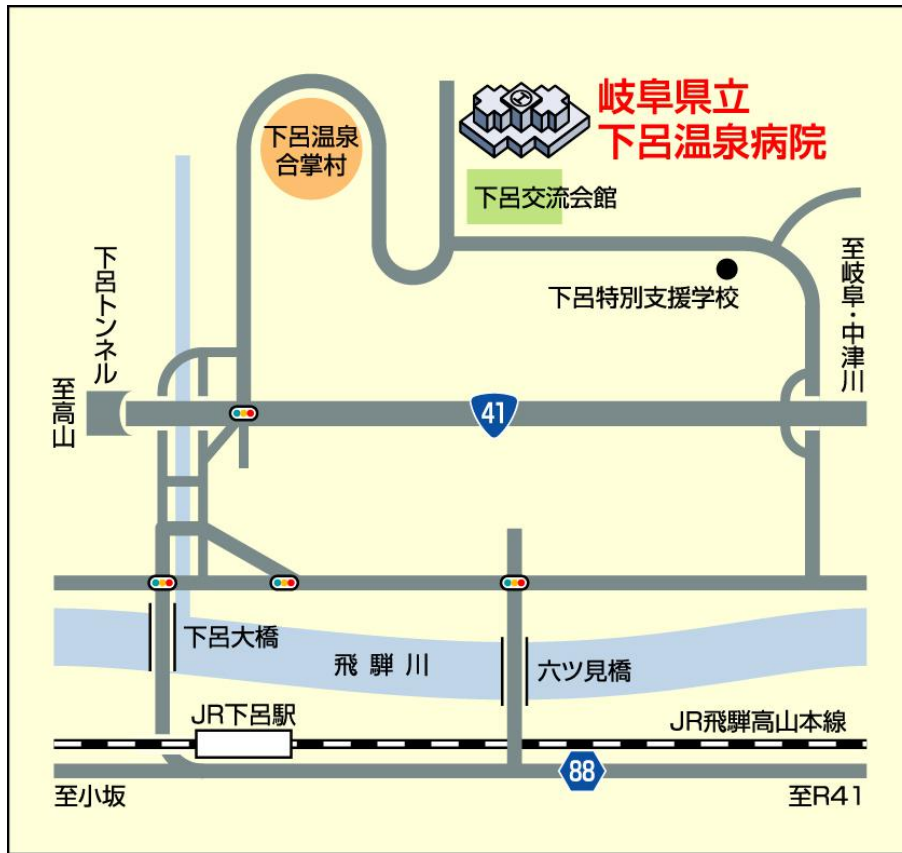 岐阜県立
下呂温泉病院
下呂温泉
合掌村
下呂交流会館
下呂特別支援学校
至岐阜・中津川
下呂トンネル
至高山
41
下呂大橋
飛騨川
六ツ見橋
JR下呂駅
JR飛騨高山本線
88
至小坂
至R41